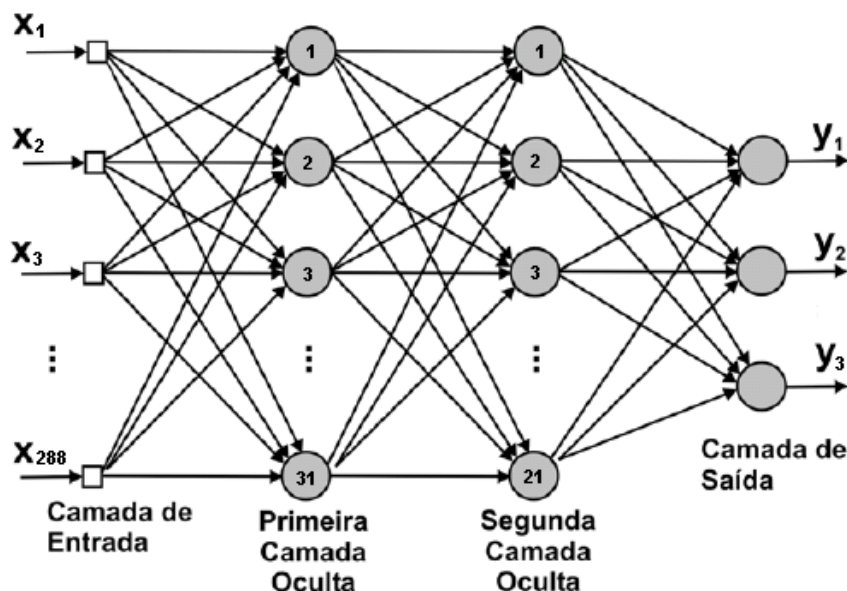 x1
x2
x3
⋮
x288
1
2
3
⋮
31
1
2
3
⋮
21
y1
y2
y3
Camada de
Entrada
Primeira
Camada
Oculta
Segunda
Camada
Oculta
Camada de
Saída